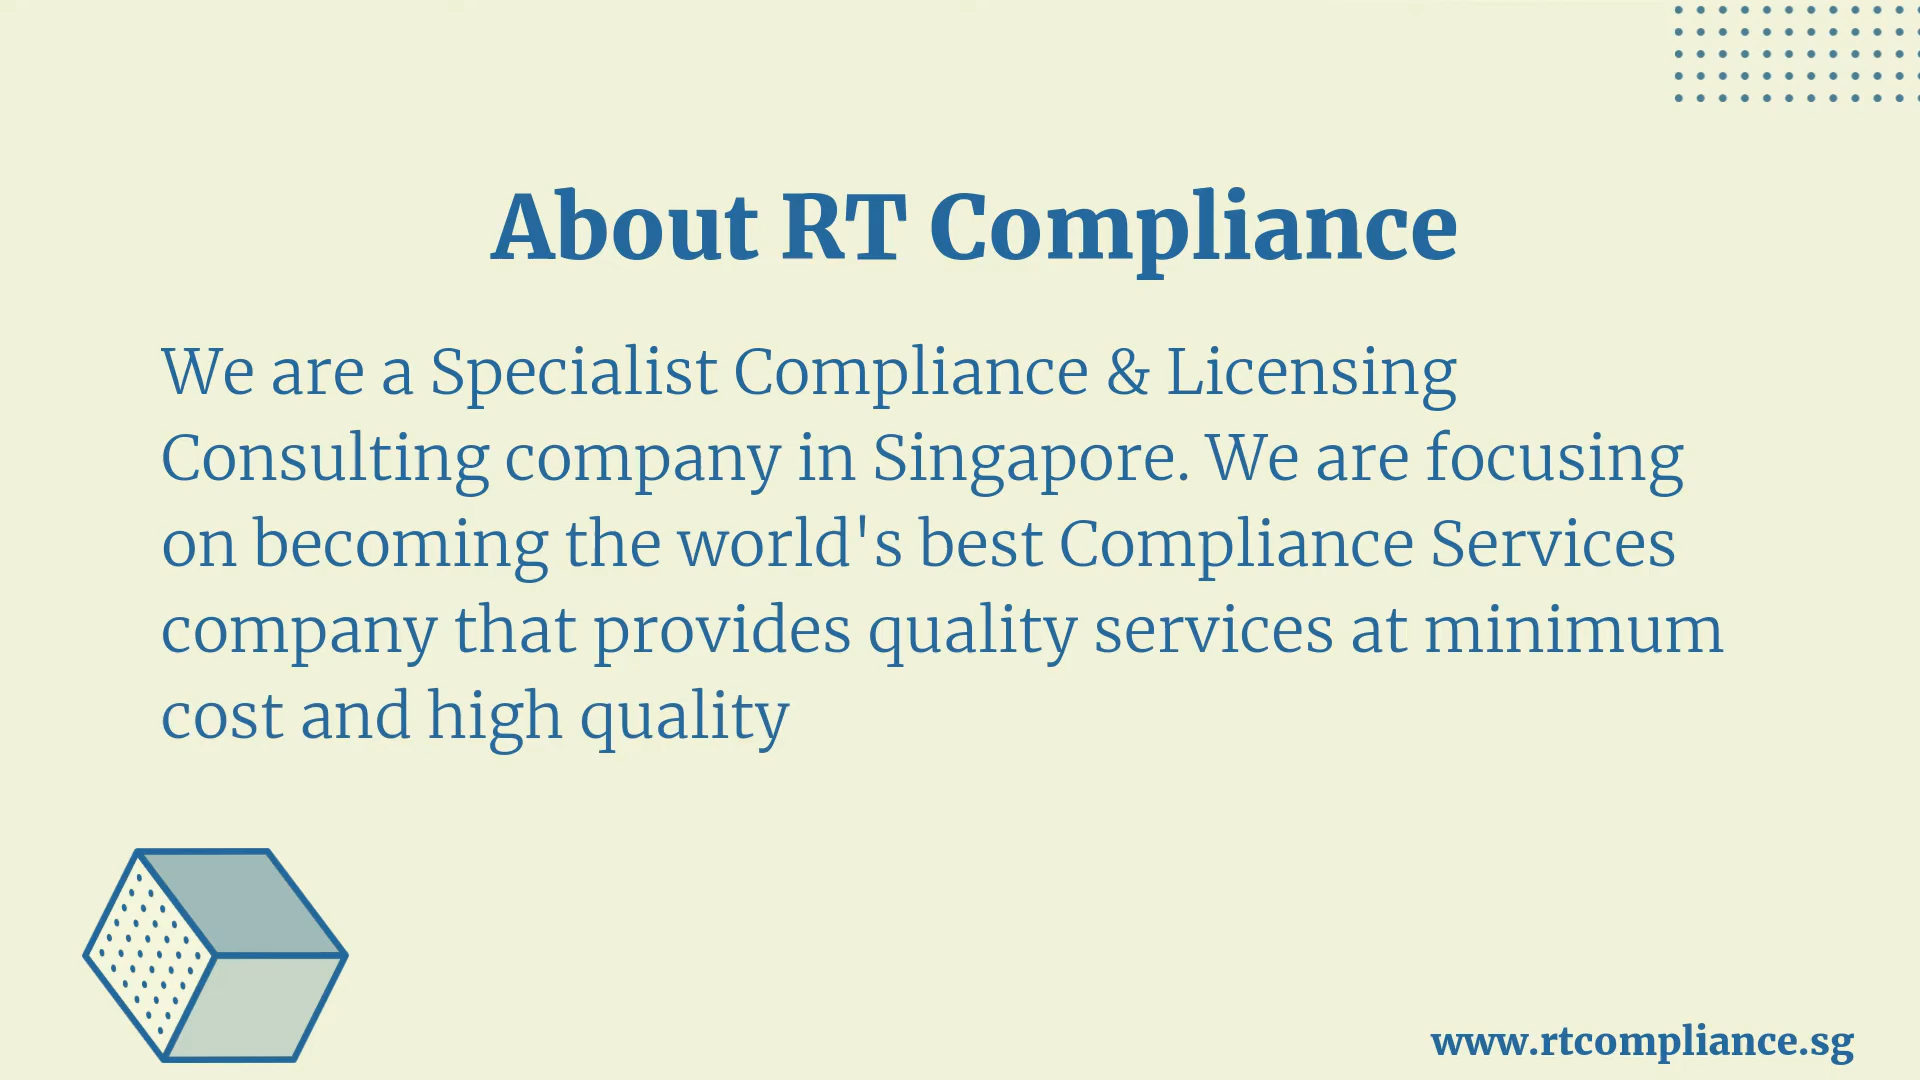 About RT Compliance
We are a Specialist Compliance & Licensing
Consulting company in Singapore. We are focusing
on becoming the world's best Compliance Services
company that provides quality services at minimum
cost and high quality
www.rtcompliance.sg